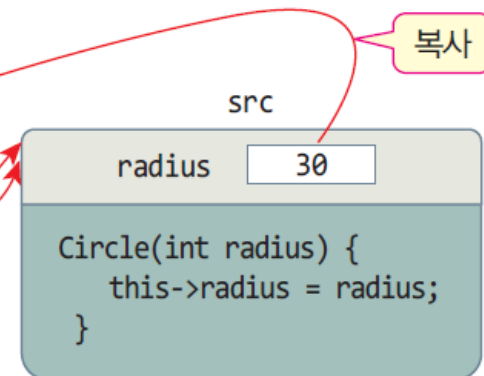 복사
src
radius 30
Circle(int radius) {
this->radius = radius;
}